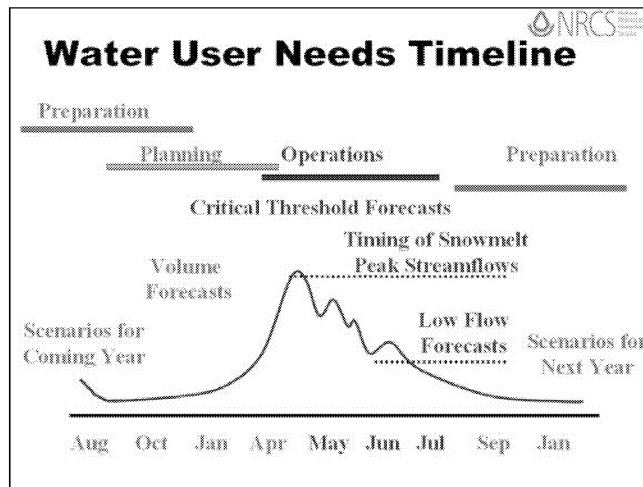 NRCS
Water User Needs Timeline
Preparation
Planning
Operations
Preparation
Critical Threshold Forecasts
Timing of Snowmelt
Peak Streamflows
Volume
Forecasts
Low Flow
Forecasts
Scenarios for
Coming Year
Scenarios for
Next Year
Aug Oct Jan Apr May Jun Jul Sep Jan